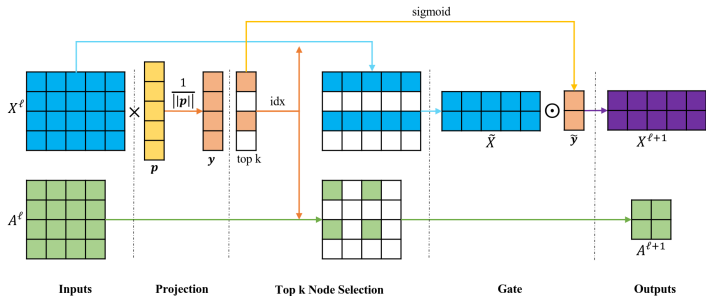 sigmoid
X^ℓ
×
1
||p||
idx
p
y
top k
X̃
⊙
ỹ
X^{ℓ+1}
A^ℓ
A^{ℓ+1}
Inputs
Projection
Top k Node Selection
Gate
Outputs